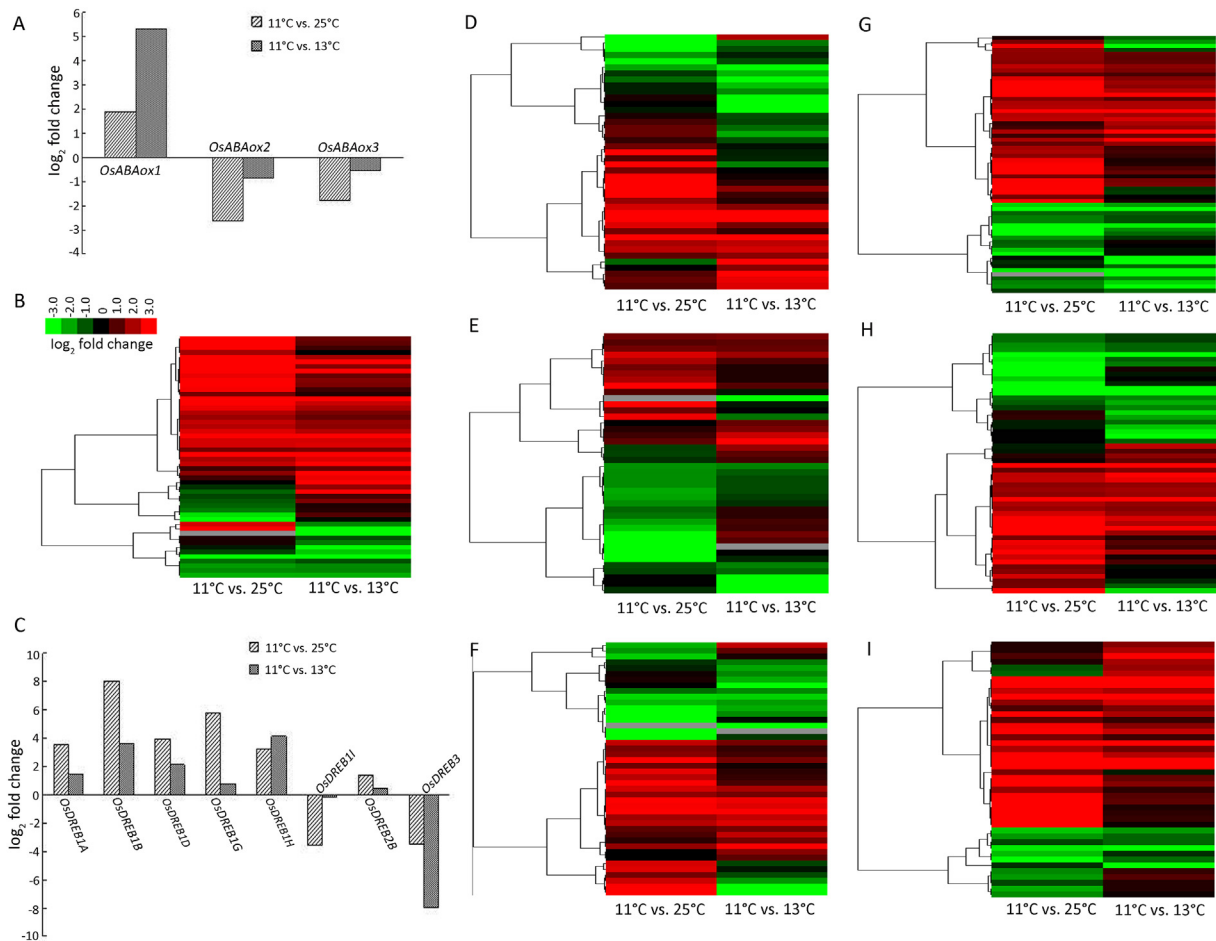 A
6
5
4
3
2
1
0
-1
-2
-3
-4
log2 fold change
11°C vs. 25°C
11°C vs. 13°C
OsABAox1
OsABAox2
OsABAox3
B
-3.0
-2.0
-1.0
0
1.0
2.0
3.0
log2 fold change
11°C vs. 25°C
11°C vs. 13°C
C
10
8
6
4
2
0
-2
-4
-6
-8
-10
log2 fold change
11°C vs. 25°C
11°C vs. 13°C
OsDREB1A
OsDREB1B
OsDREB1D
OsDREB1G
OsDREB1H
OsDREB1I
OsDREB2B
OsDREB3
D
11°C vs. 25°C
11°C vs. 13°C
E
11°C vs. 25°C
11°C vs. 13°C
F
11°C vs. 25°C
11°C vs. 13°C
G
11°C vs. 25°C
11°C vs. 13°C
H
11°C vs. 25°C
11°C vs. 13°C
I
11°C vs. 25°C
11°C vs. 13°C